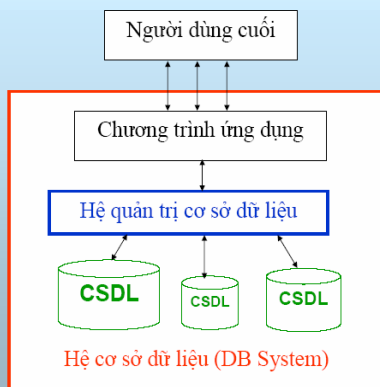 Người dùng cuối
Chương trình ứng dụng
Hệ quản trị cơ sở dữ liệu
CSDL
CSDL
CSDL
Hệ cơ sở dữ liệu (DB System)